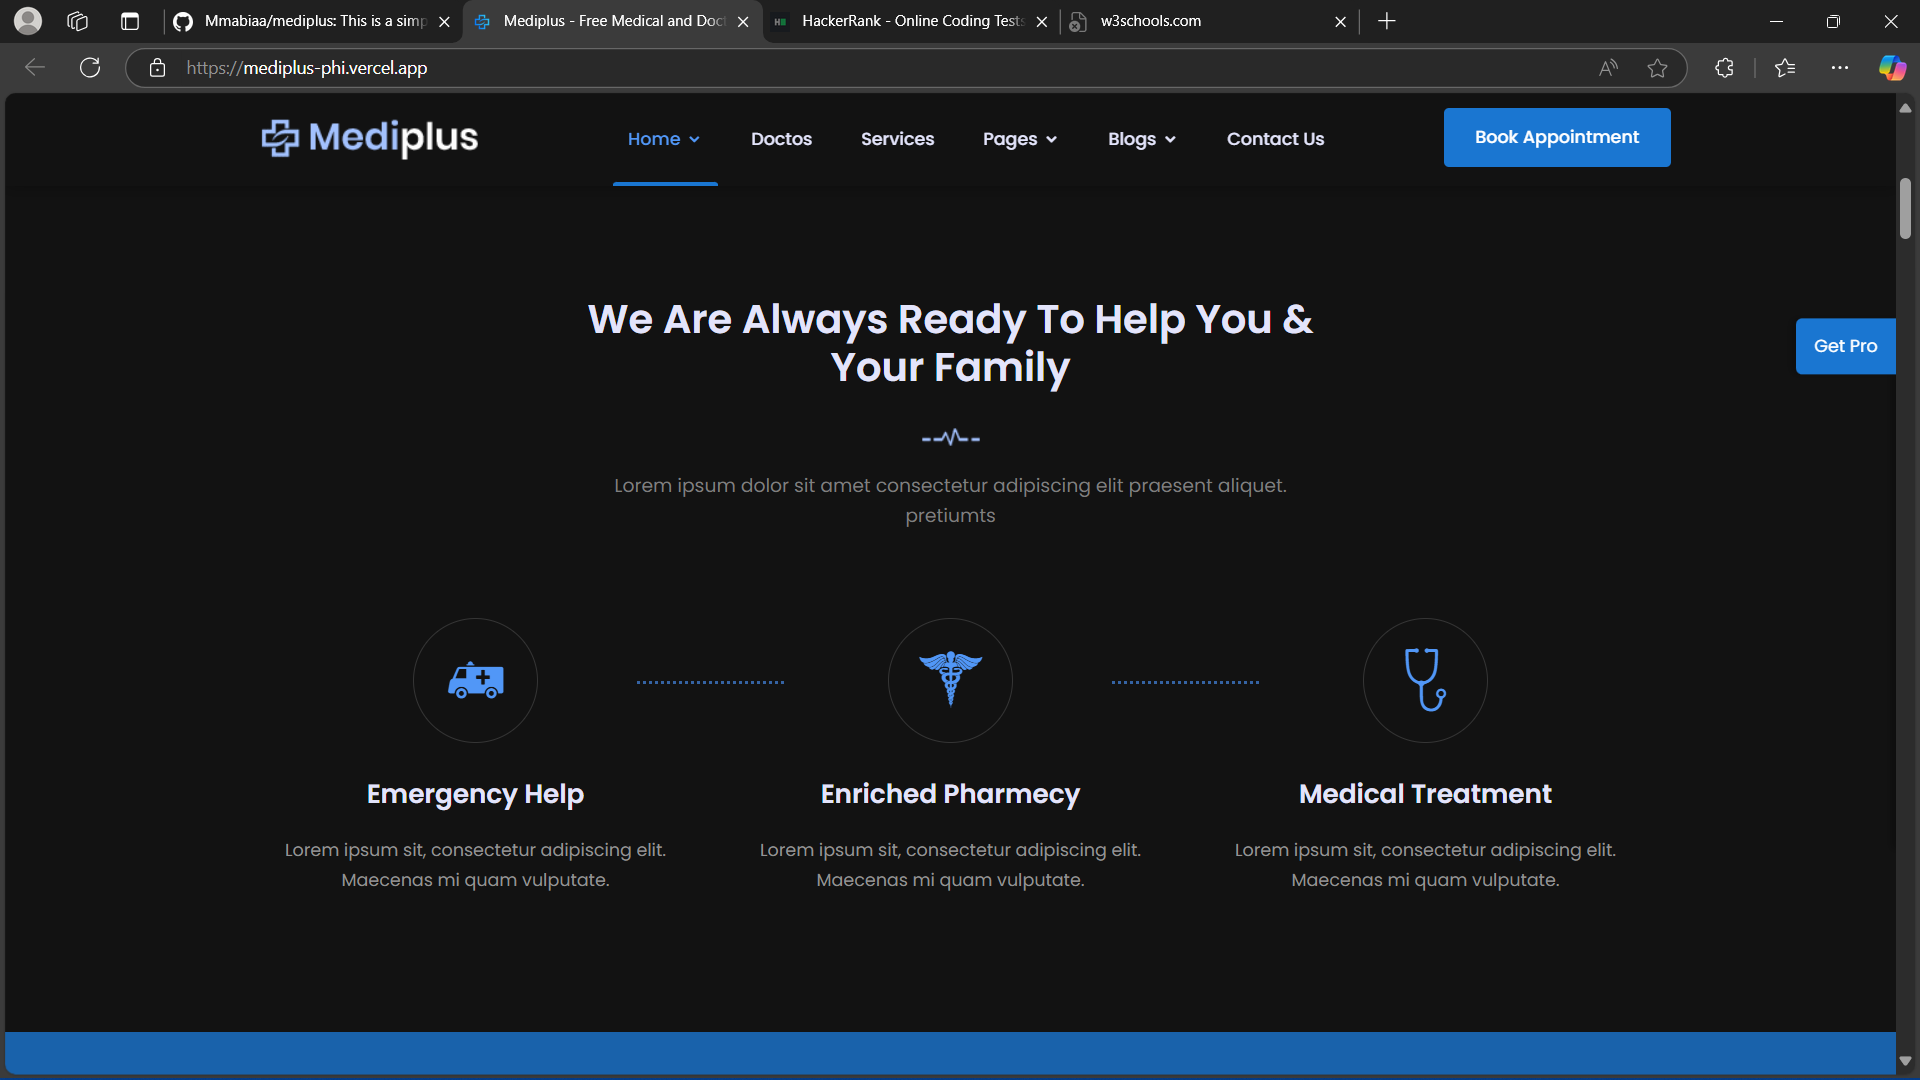 Mmabiaa/mediplus: This is a simp
Mediplus - Free Medical and Doct
HackerRank - Online Coding Tests
w3schools.com
https://mediplus-phi.vercel.app
Mediplus
Home
Doctos
Services
Pages
Blogs
Contact Us
Book Appointment
We Are Always Ready To Help You &
Your Family
Get Pro
Lorem ipsum dolor sit amet consectetur adipiscing elit praesent aliquet.
pretiumts
Emergency Help
Enriched Pharmecy
Medical Treatment
Lorem ipsum sit, consectetur adipiscing elit.
Maecenas mi quam vulputate.
Lorem ipsum sit, consectetur adipiscing elit.
Maecenas mi quam vulputate.
Lorem ipsum sit, consectetur adipiscing elit.
Maecenas mi quam vulputate.